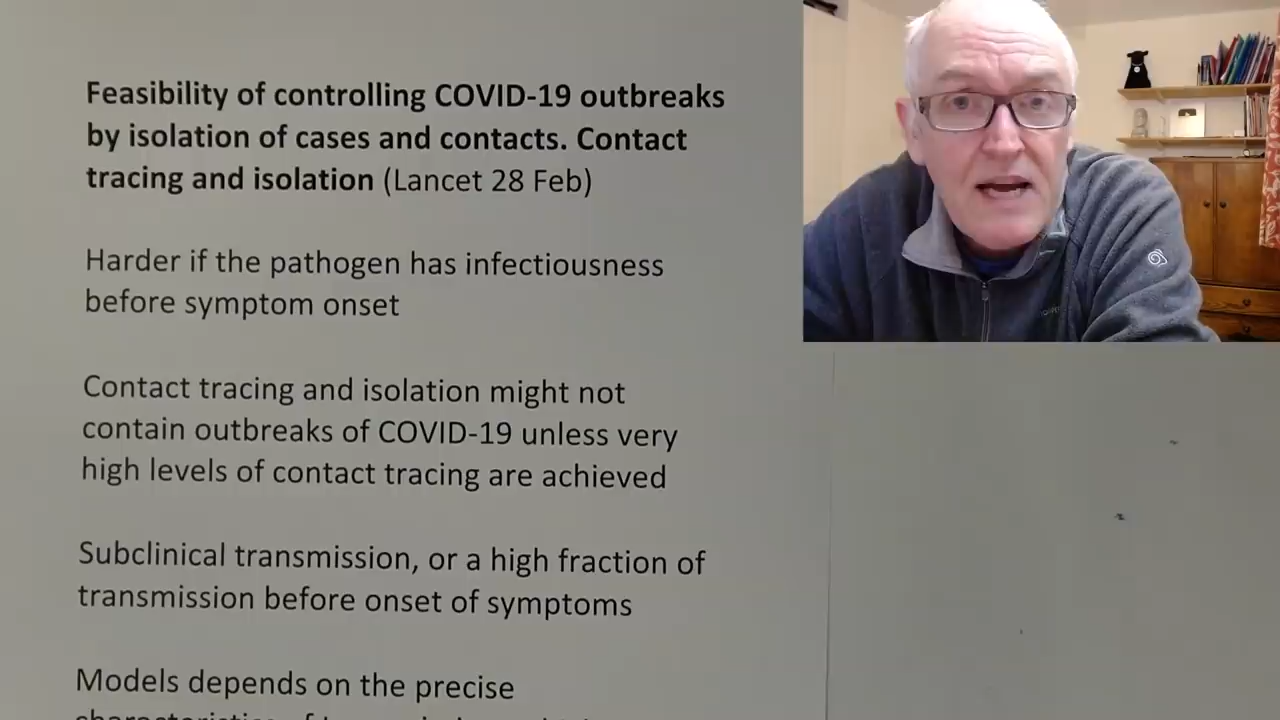 Feasibility of controlling COVID-19 outbreaks
by isolation of cases and contacts. Contact
tracing and isolation (Lancet 28 Feb)
Harder if the pathogen has infectiousness
before symptom onset
Contact tracing and isolation might not
contain outbreaks of COVID-19 unless very
high levels of contact tracing are achieved
Subclinical transmission, or a high fraction of
transmission before onset of symptoms
Models depends on the precise